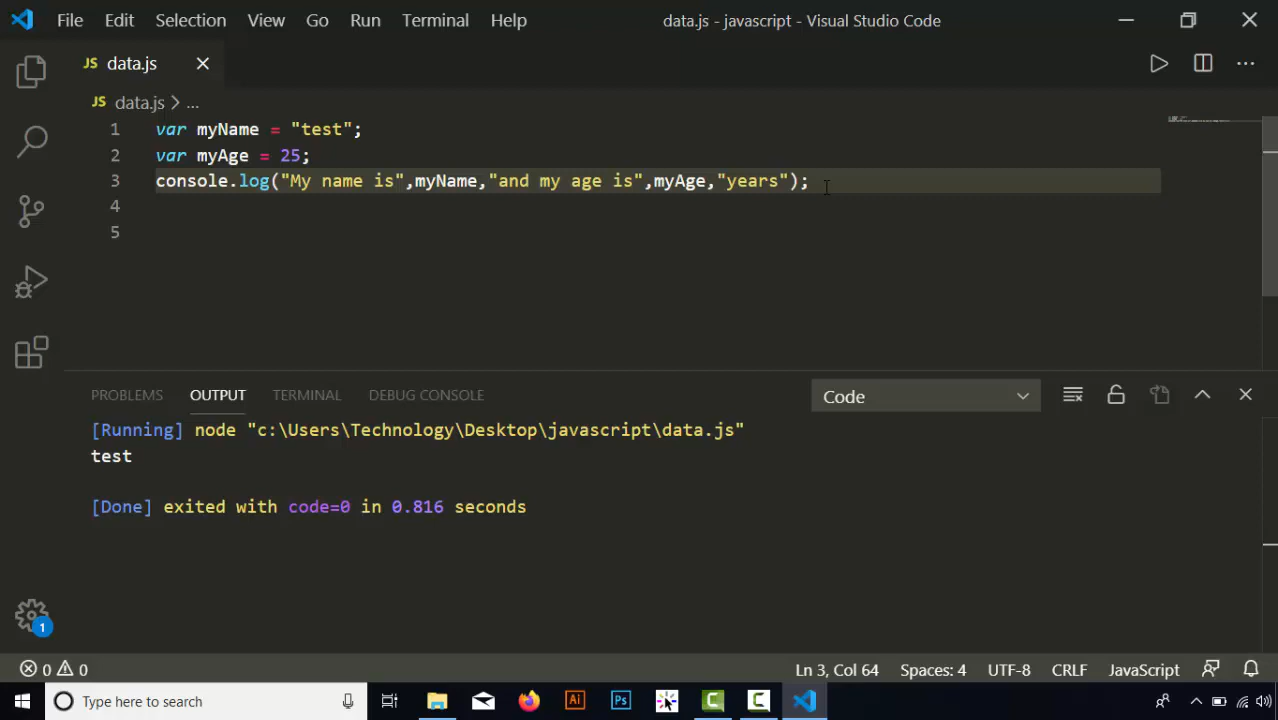 File Edit Selection View Go Run Terminal Help data.js - javascript - Visual Studio Code
JS data.js
JS data.js > ...
1 var myName = "test";
2 var myAge = 25;
3 console.log("My name is",myName,"and my age is",myAge,"years");
4
5
PROBLEMS OUTPUT TERMINAL DEBUG CONSOLE Code
[Running] node "c:\Users\Technology\Desktop\javascript\data.js"
test
[Done] exited with code=0 in 0.816 seconds
1
0 0 Ln 3, Col 64 Spaces: 4 UTF-8 CRLF JavaScript
Type here to search Ai Ps C C